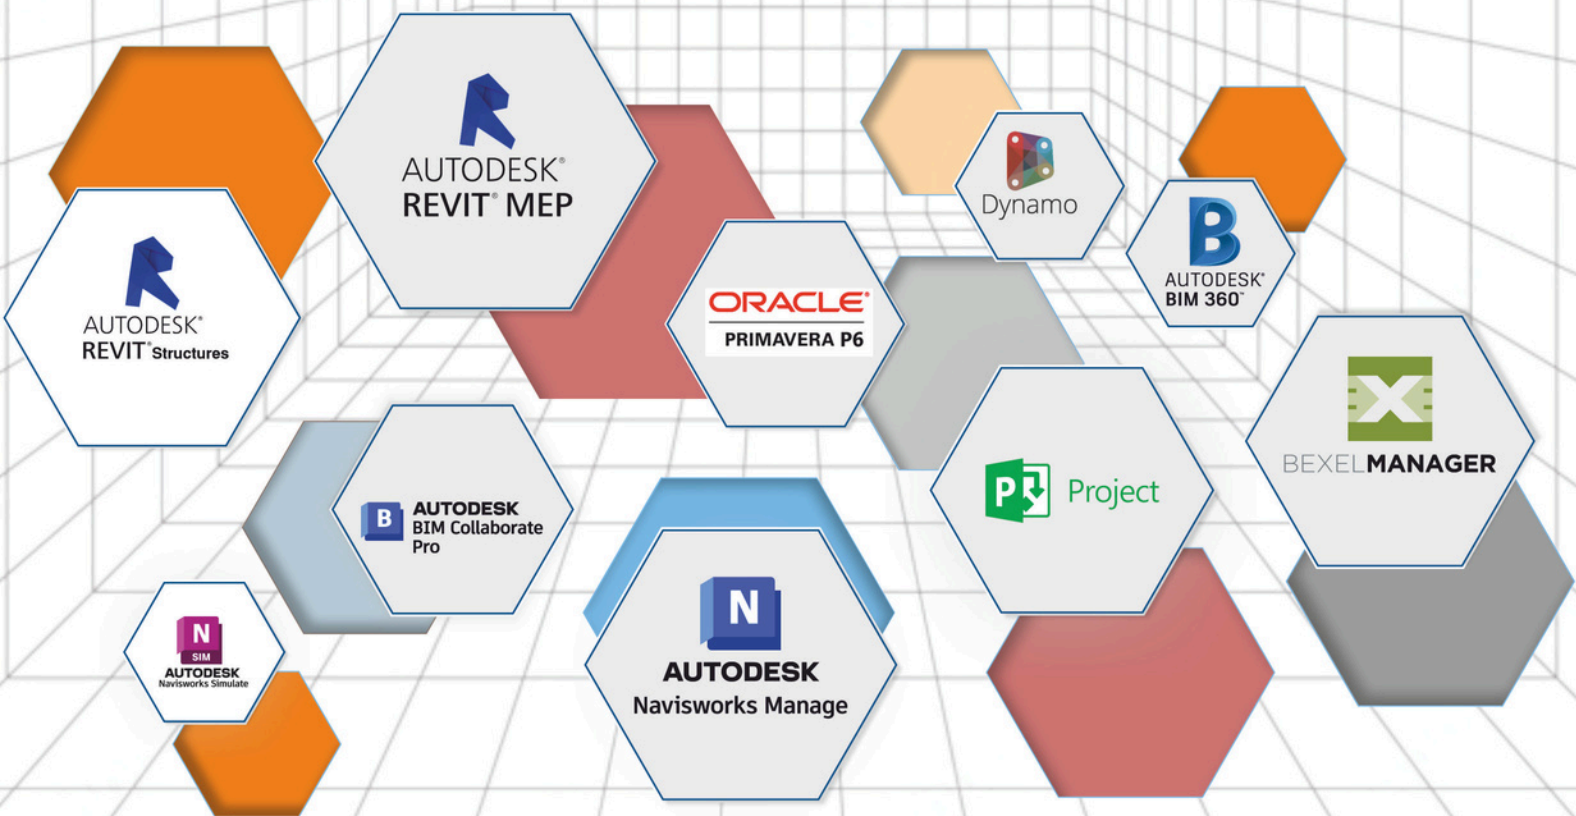 AUTODESK®
REVIT® MEP
Dynamo
AUTODESK®
BIM 360™
AUTODESK®
REVIT® Structures
ORACLE®
PRIMAVERA P6
X
BEXELMANAGER
B
AUTODESK
BIM Collaborate
Pro
P
Project
N
SIM
AUTODESK
Navisworks Simulate
N
AUTODESK
Navisworks Manage